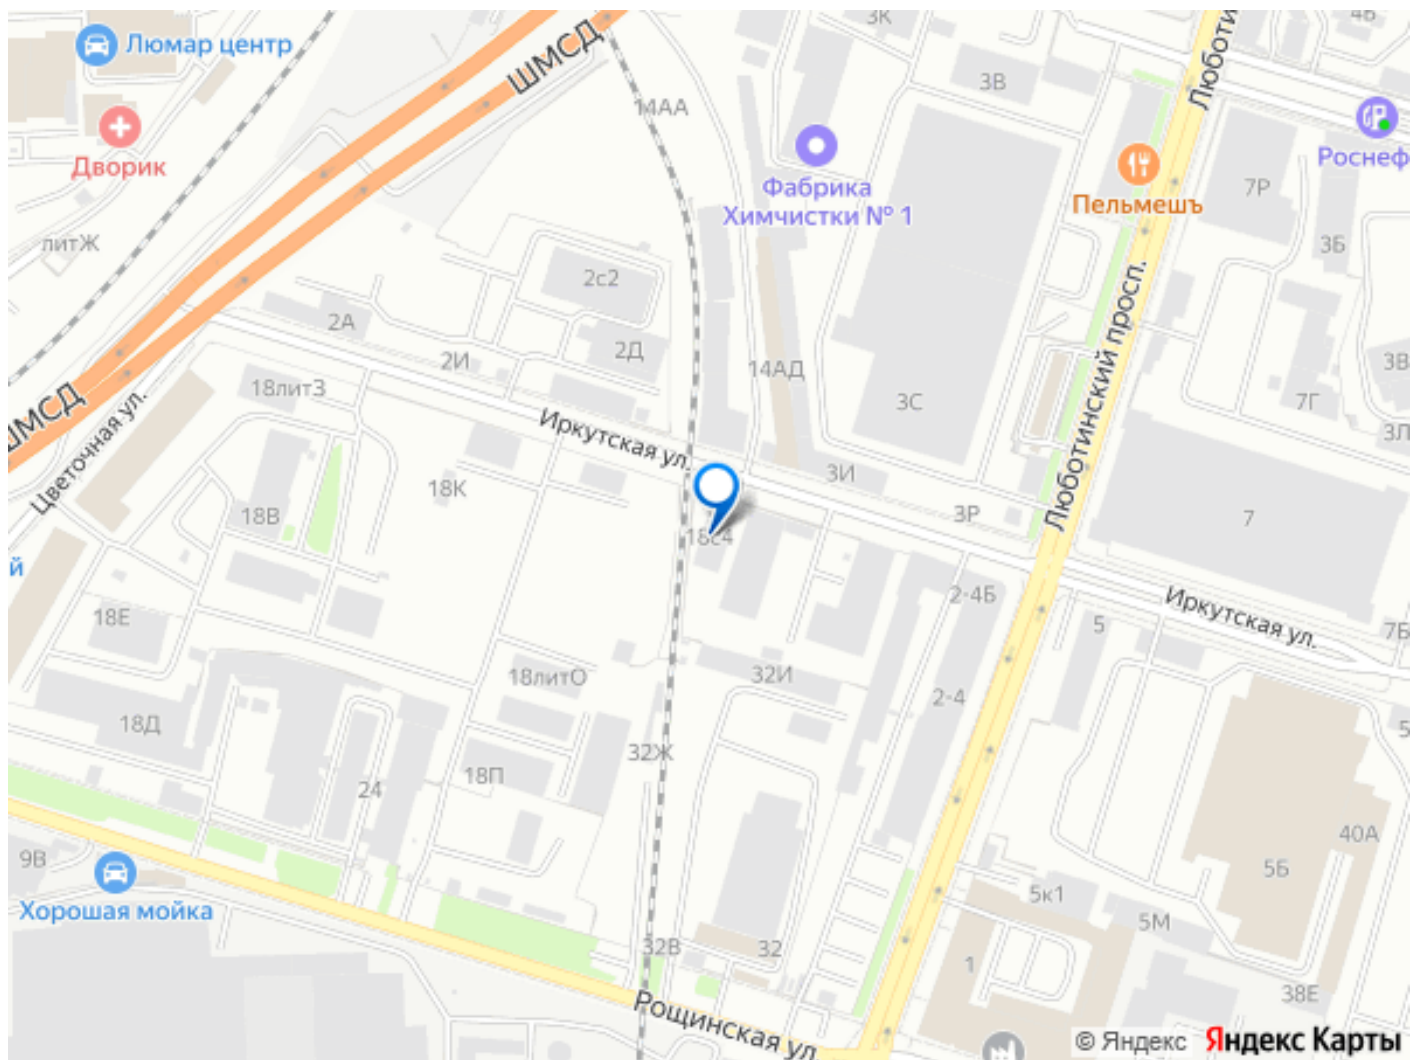 3К
4Б
Люмар центр
ШМСД
Люботи
3В
14АА
Роснеф
Дворик
Фабрика
Химчистки № 1
7Р
Пельмешъ
литЖ
3Б
2с2
Люботинский просп.
2А
2Д
2И
14АД
3В
18литЗ
3С
7Г
ШМСД
Цветочная ул.
Иркутская ул.
3Л
3И
18К
18В
3Р
7
18с4
й
2-4Б
Иркутская ул.
18Е
5
7Б
18литО
32И
2-4
18Д
5
32Ж
18П
24
40А
9В
5Б
5к1
Хорошая мойка
5М
32В
32
1
38Е
Рощинская ул.
© Яндекс Яндекс Карты